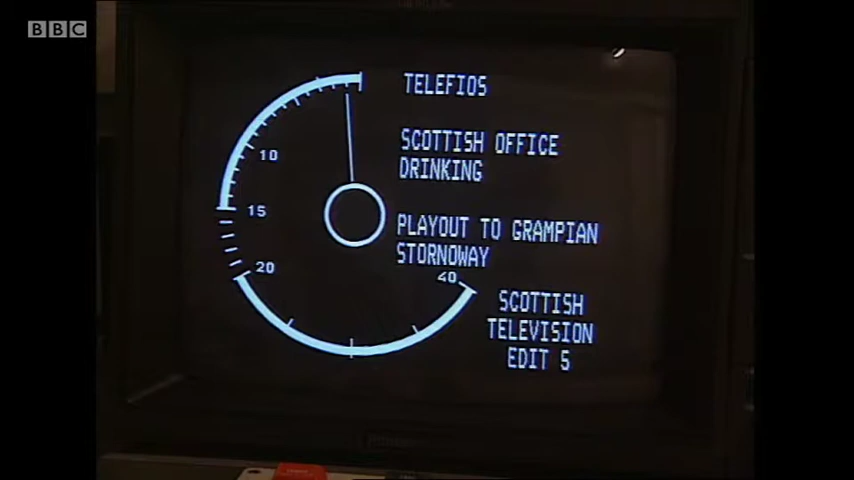 BBC
TELEFIOS
SCOTTISH OFFICE
DRINKING
PLAYOUT TO GRAMPIAN
STORNOWAY
SCOTTISH
TELEVISION
EDIT 5
10
15
20
40